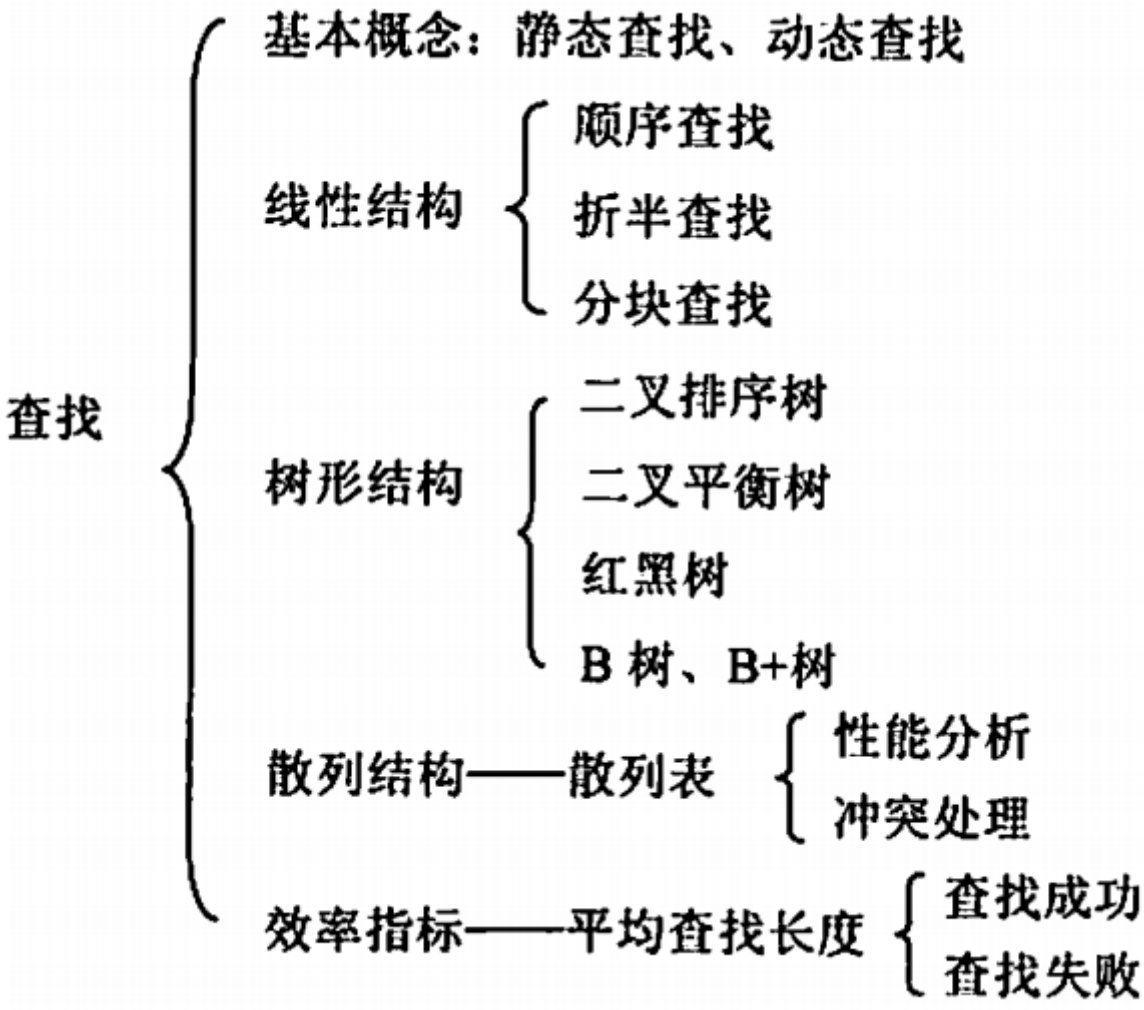 基本概念：静态查找、动态查找
顺序查找
线性结构
折半查找
分块查找
二叉排序树
查找
树形结构
二叉平衡树
红黑树
B 树、B+树
性能分析
散列结构——散列表
冲突处理
查找成功
效率指标——平均查找长度
查找失败